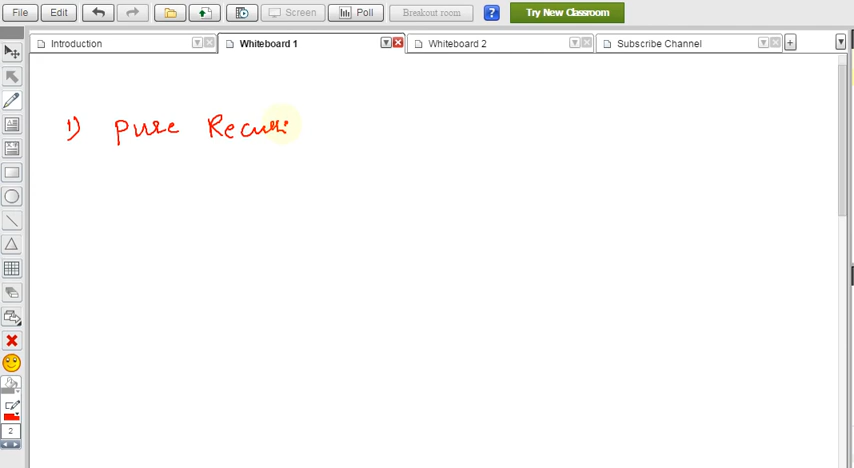 File Edit Screen Poll Breakout room ? Try New Classroom
Introduction Whiteboard 1 Whiteboard 2 Subscribe Channel +
1) Pure Recursi
2